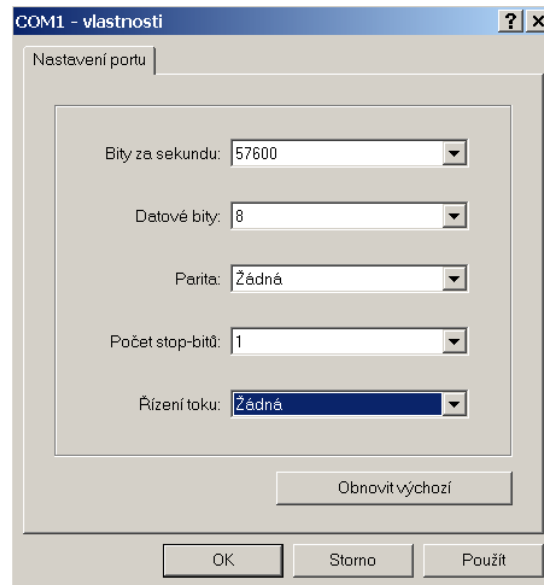 COM1 - vlastnosti
Nastavení portu
Bity za sekundu: 57600
Datové bity: 8
Parita: Žádná
Počet stop-bitů: 1
Řízení toku: Žádná
Obnovit výchozí
OK Storno Použít